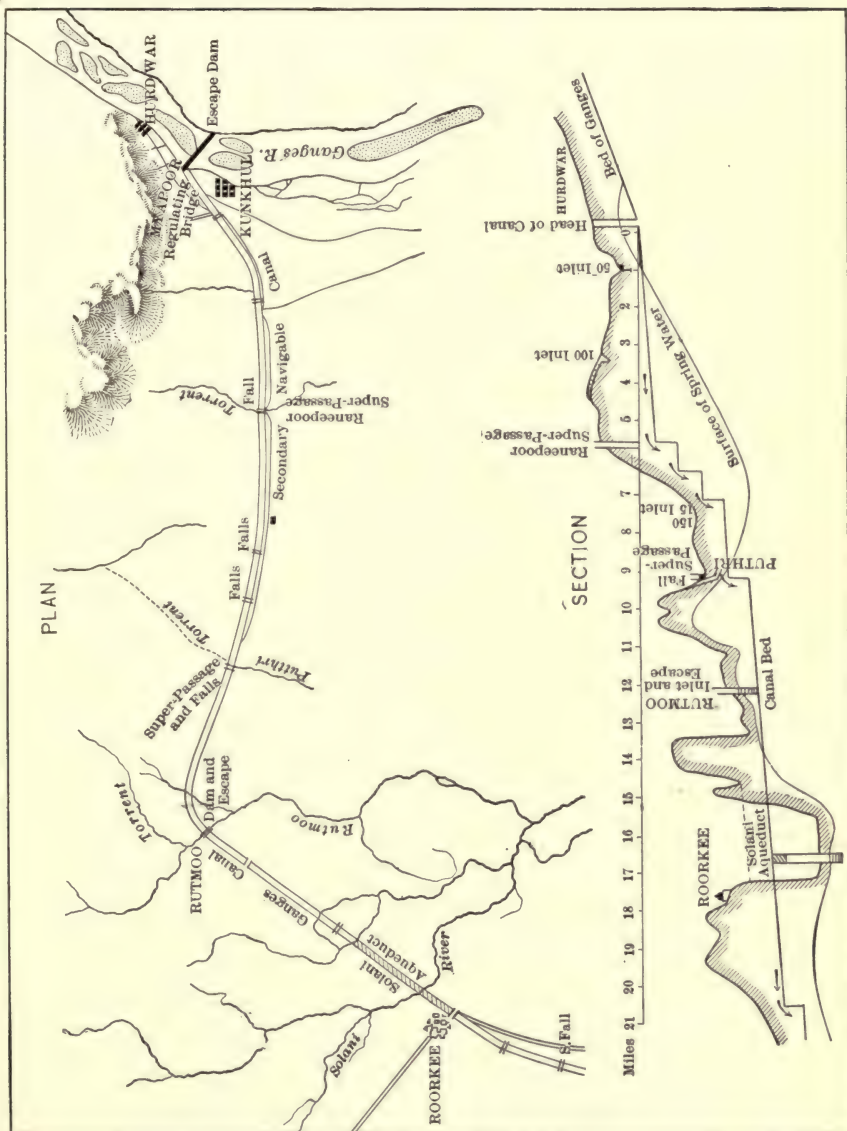 PLAN
HURDWAR
MYAPOOR
Regulating
Bridge
Escape Dam
KUNKHUL
Ganges R.
Canal
Navigable
Secondary
Fall
Torrent
Raneepoor
Super-Passage
Falls
Falls
Torrent
Putthri
Super-Passage
and Falls
Torrent
Dam and
Escape
RUTMOO
Rutmoo
Canal
Ganges
Solani
Aqueduct
River
Solani
ROORKEE
S.Fall
SECTION
HURDWAR
Bed of Ganges
Head of Canal
50 Inlet
100 Inlet
Raneepoor
Super-Passage
Surface of Spring Water
150
15 Inlet
Fall
Super-
Passage
PUTHRI
Canal Bed
RUTMOO
Inlet and
Escape
Solani
Aqueduct
ROORKEE
Miles 21 20 19 18 17 16 15 14 13 12 11 10 9 8 7 6 5 4 3 2 1 0